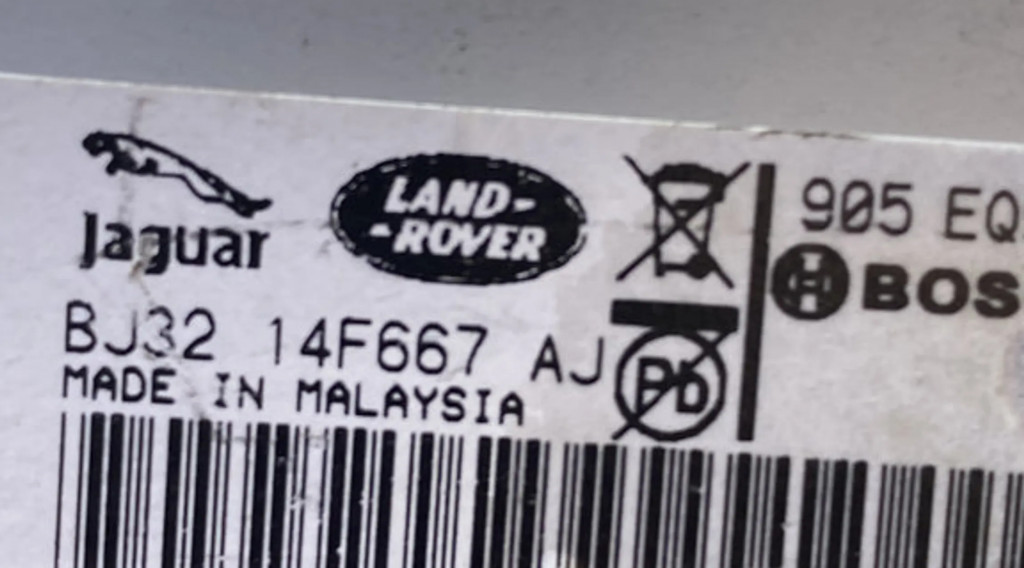 Jaguar
LAND-
-ROVER
BJ32 14F667 AJ
MADE IN MALAYSIA
Pb
905 EQ
BOS